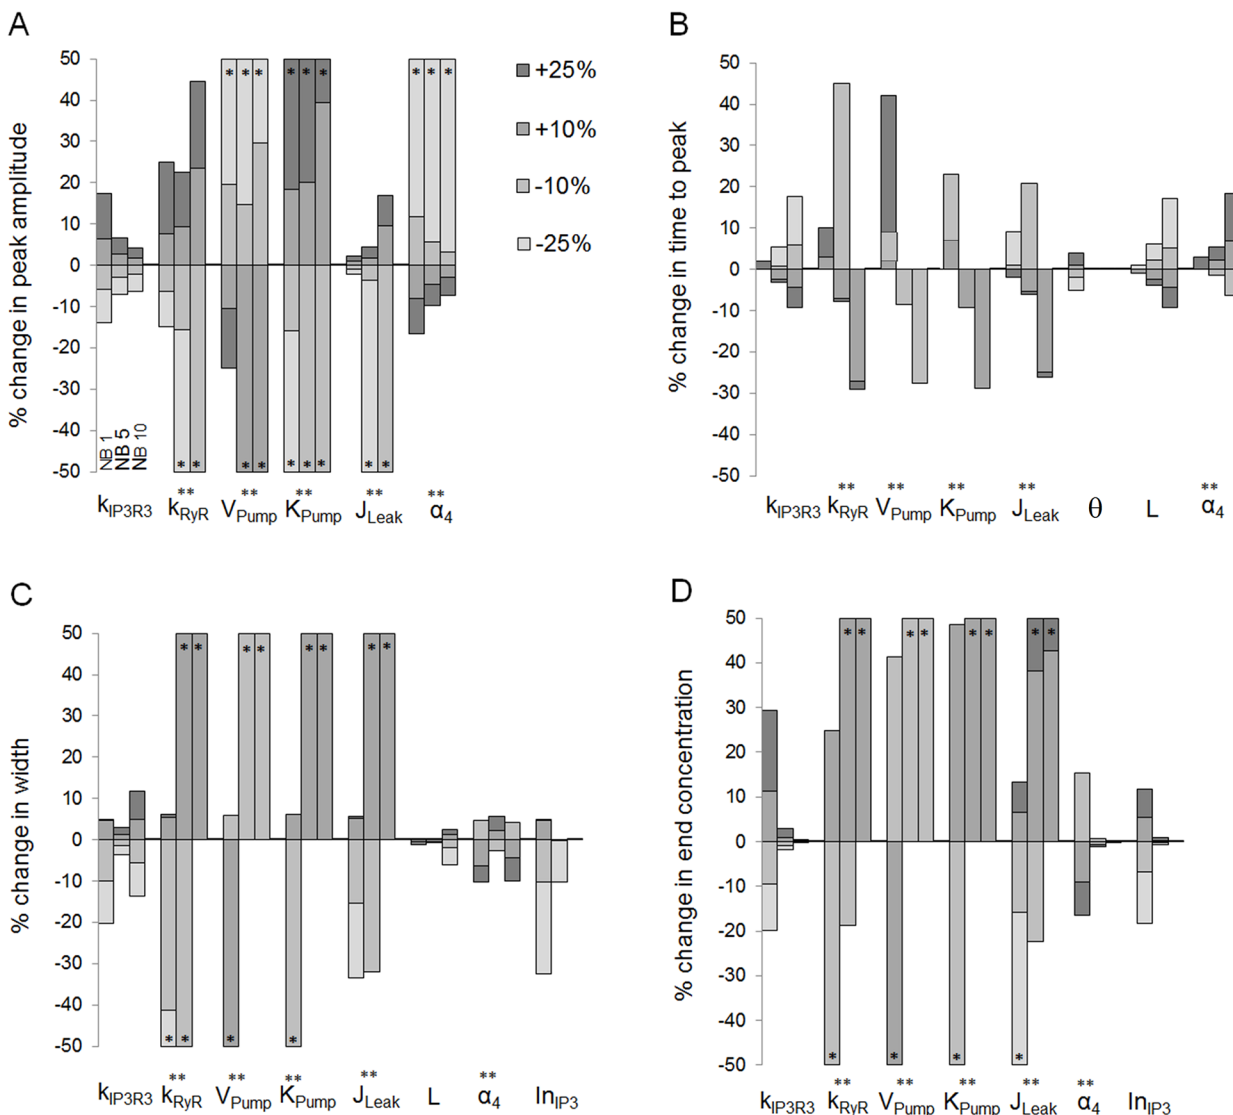 A
% change in peak amplitude
50
40
30
20
10
0
-10
-20
-30
-40
-50
* * * * * * * * *
+25%
+10%
-10%
-25%
NB 1
NB 5
NB 10
* * * * * * * * *
** ** ** ** **
kIP3R3 kRyR VPump KPump JLeak α4
B
% change in time to peak
50
40
30
20
10
0
-10
-20
-30
-40
-50
** ** ** ** **
kIP3R3 kRyR VPump KPump JLeak θ L α4
C
% change in width
50
40
30
20
10
0
-10
-20
-30
-40
-50
* * * * * * * *
* * * *
** ** ** ** **
kIP3R3 kRyR VPump KPump JLeak L α4 InIP3
D
% change in end concentration
50
40
30
20
10
0
-10
-20
-30
-40
-50
* * * * * * * *
* * * *
** ** ** ** **
kIP3R3 kRyR VPump KPump JLeak α4 InIP3